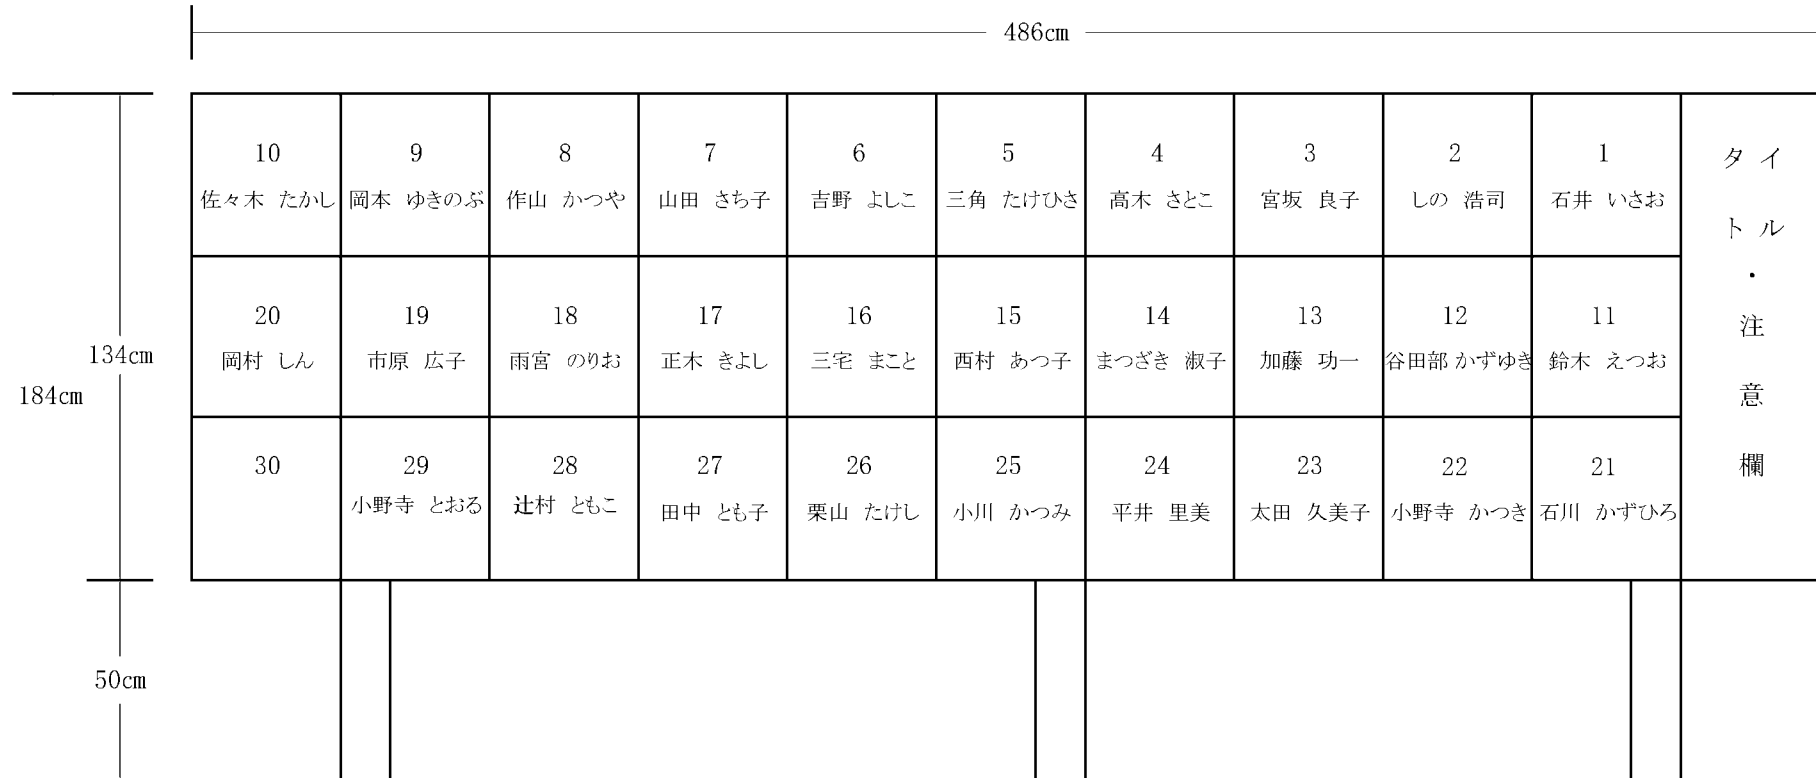 486cm
10 9 8 7 6 5 4 3 2 1
佐々木 たかし 岡本 ゆきのぶ 作山 かつや 山田 さち子 吉野 よしこ 三角 たけひさ 高木 さとこ 宮坂 良子 しの 浩司 石井 いさお
20 19 18 17 16 15 14 13 12 11
岡村 しん 市原 広子 雨宮 のりお 正木 きよし 三宅 まこと 西村 あつ子 まつざき 淑子 加藤 功一 谷田部 かずゆき 鈴木 えつお
30 29 28 27 26 25 24 23 22 21
小野寺 とおる 辻村 ともこ 田中 とも子 栗山 たけし 小川 かつみ 平井 里美 太田 久美子 小野寺 かつき 石川 かずひろ
タイ
トル
・
注
意
欄
134cm
184cm
50cm